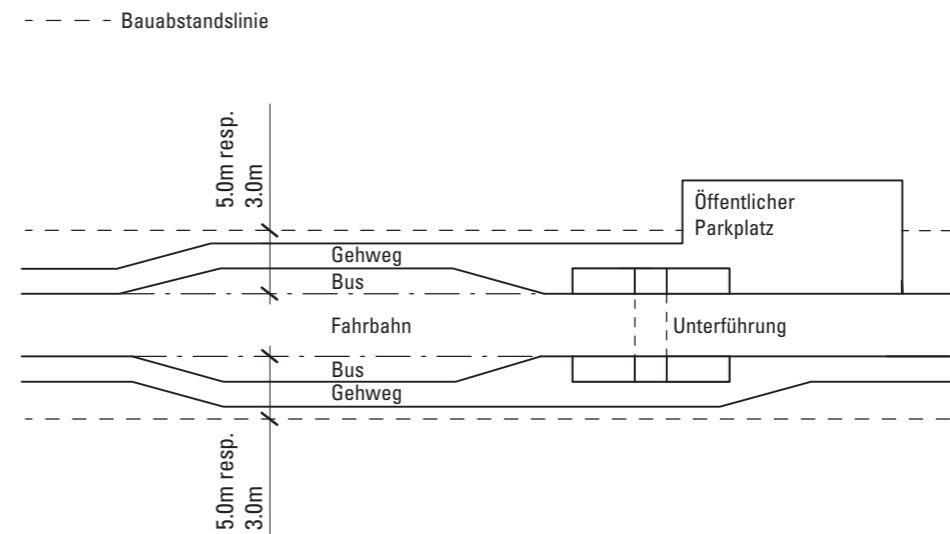 Bauabstandslinie
5.0m resp.
3.0m
Öffentlicher
Parkplatz
Gehweg
Bus
Fahrbahn
Unterführung
Bus
Gehweg
5.0m resp.
3.0m